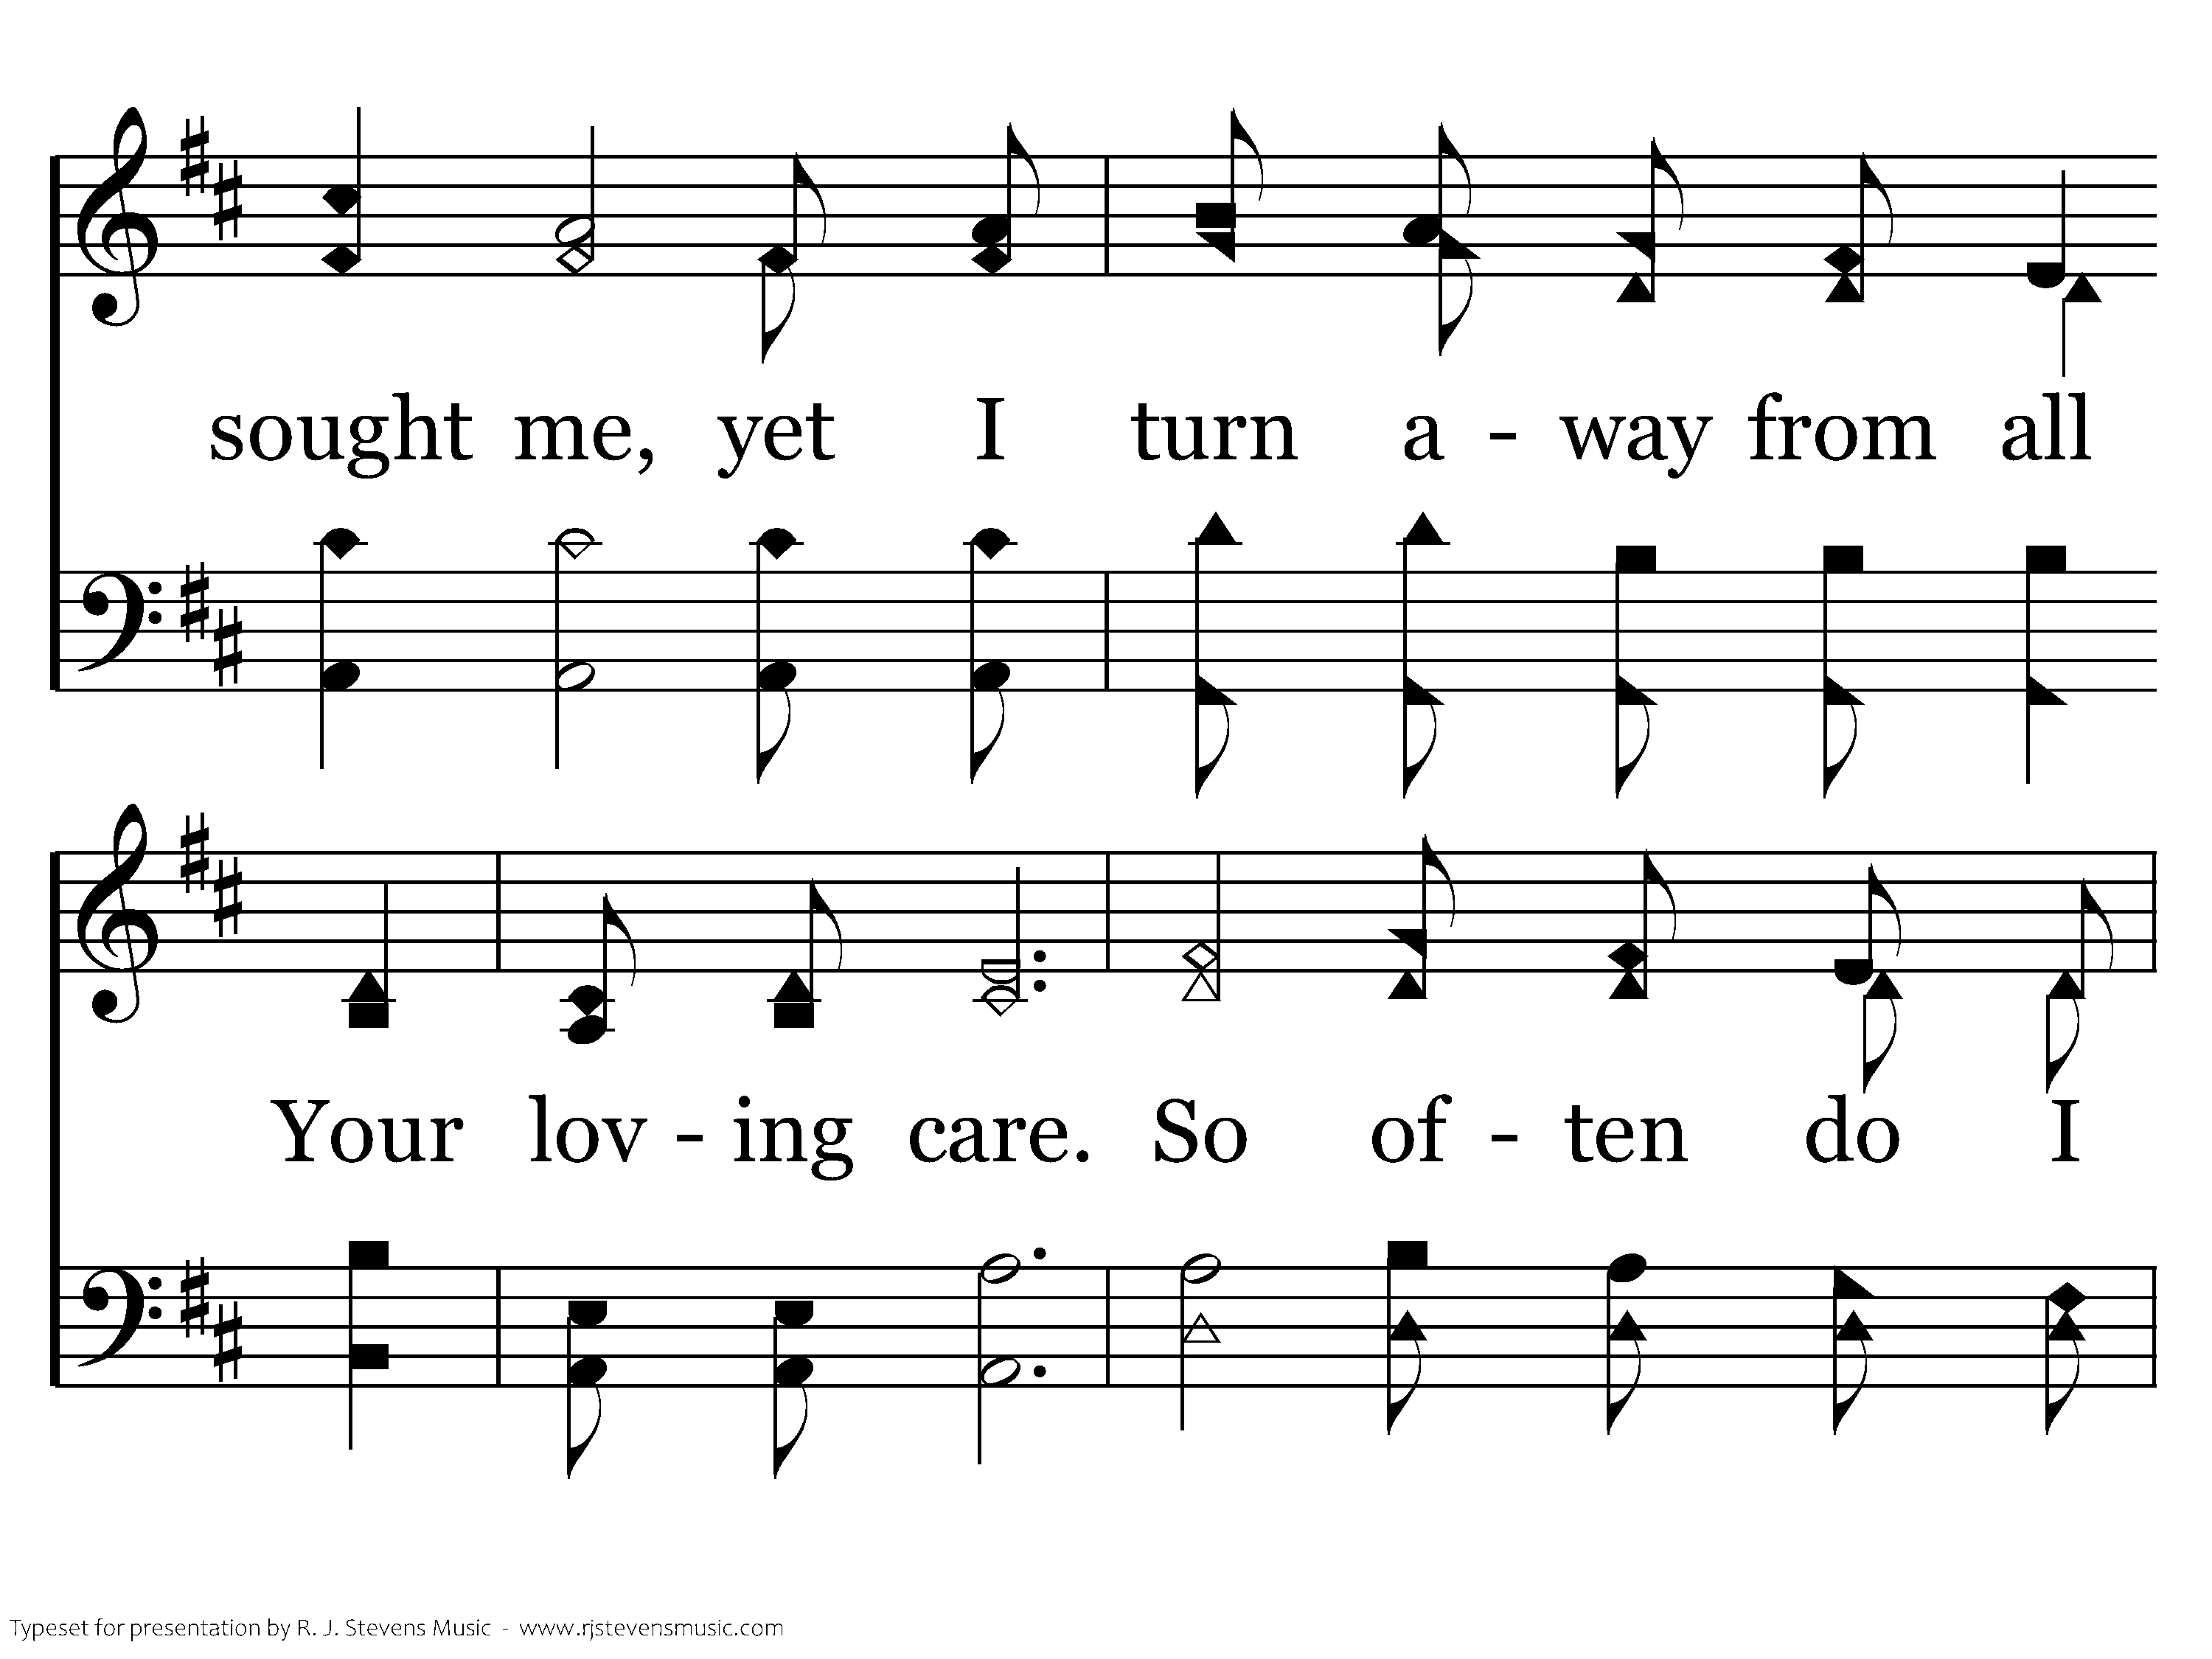 sought me, yet I turn a - way from all
Your lov - ing care. So of - ten do I
Typeset for presentation by R. J. Stevens Music - www.rjstevensmusic.com